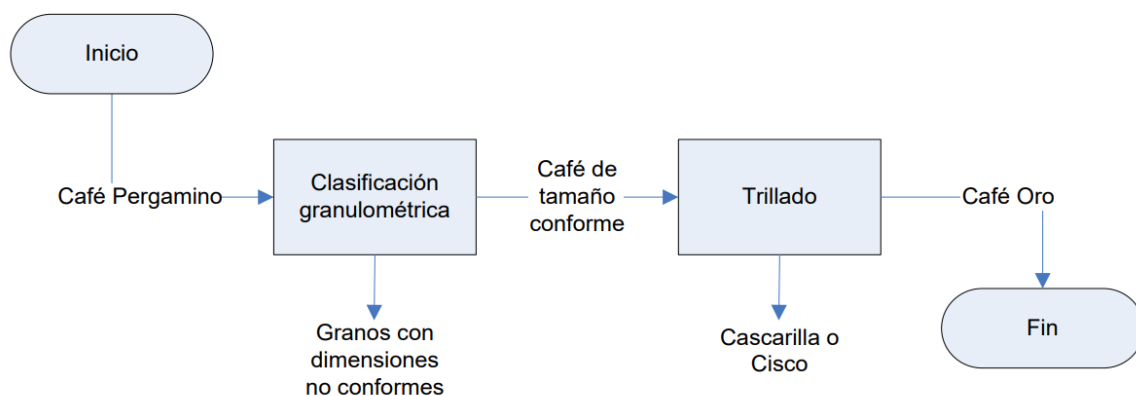 Inicio
Café Pergamino
Clasificación
granulométrica
Café de
tamaño
conforme
Trillado
Café Oro
Granos con
dimensiones
no conformes
Cascarilla o
Cisco
Fin